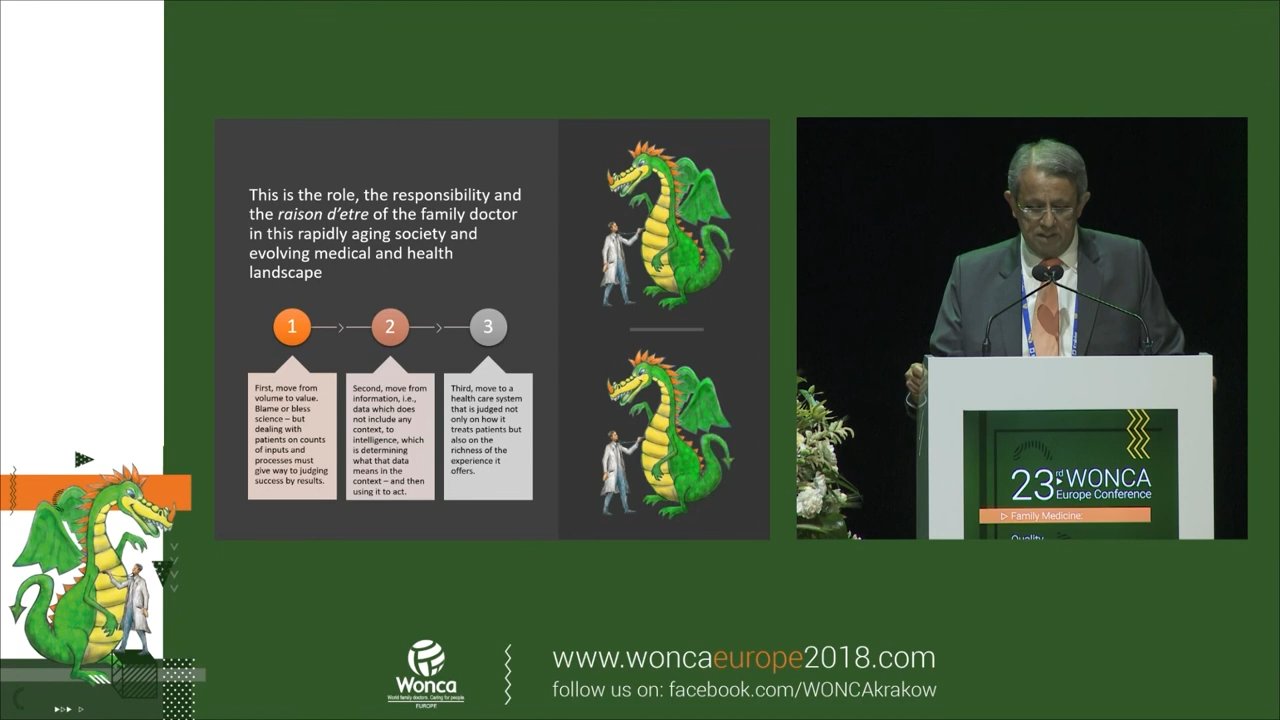 This is the role, the responsibility and
the raison d'etre of the family doctor
in this rapidly aging society and
evolving medical and health
landscape
1
2
3
First, move from
volume to value.
Blame or bless
science – but
dealing with
patients on counts
of inputs and
processes must
give way to judging
success by results.
Second, move from
information, i.e.,
data which does
not include any
context, to
intelligence, which
is determining
what that data
means in the
context – and then
using it to act.
Third, move to a
health care system
that is judged not
only on how it
treats patients but
also on the
richness of the
experience it
offers.
23rd WONCA
Europe Conference
Family Medicine:
Quality
Wonca
World family doctors. Caring for people.
EUROPE
www.woncaeurope2018.com
follow us on: facebook.com/WONCAkrakow